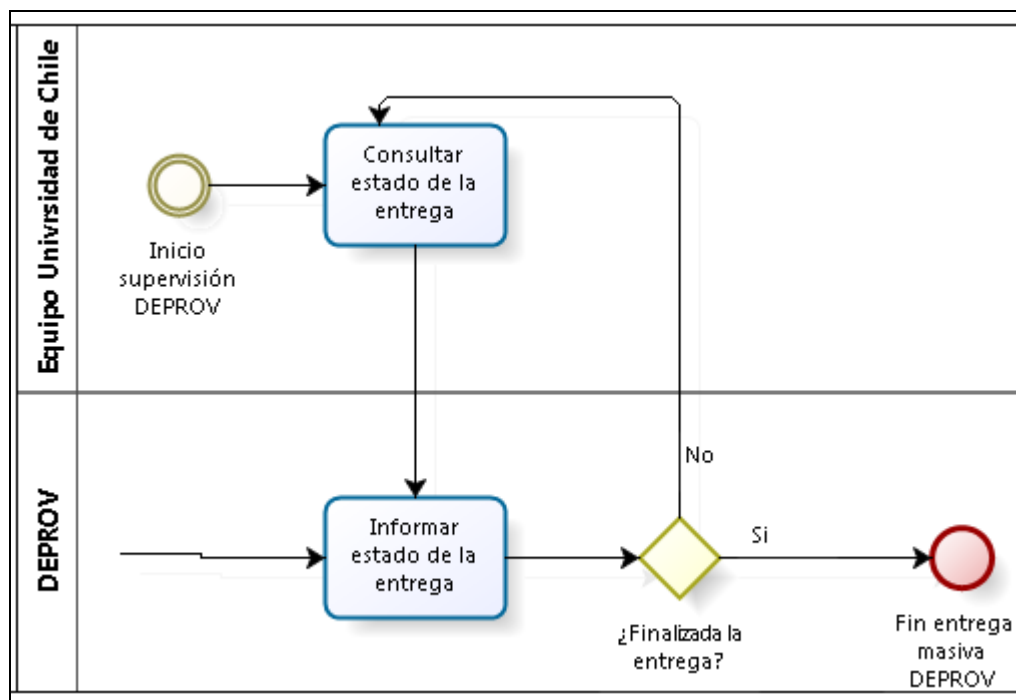 Equipo Univrsidad de Chile
Inicio
supervisión
DEPROV
Consultar
estado de la
entrega
DEPROV
Informar
estado de la
entrega
No
Si
¿Finalizada la
entrega?
Fin entrega
masiva
DEPROV